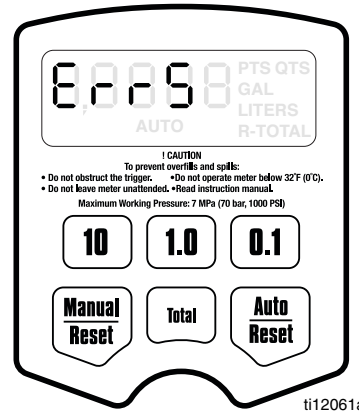 Err5
PTS QTS
GAL
LITERS
AUTO
R-TOTAL
! CAUTION
To prevent overfills and spills:
• Do not obstruct the trigger. •Do not operate meter below 32˚F (0˚C).
• Do not leave meter unattended. •Read instruction manual.
Maximum Working Pressure: 7 MPa (70 bar, 1000 PSI)
10 1.0 0.1
Manual
Reset
Total
Auto
Reset
ti12061a